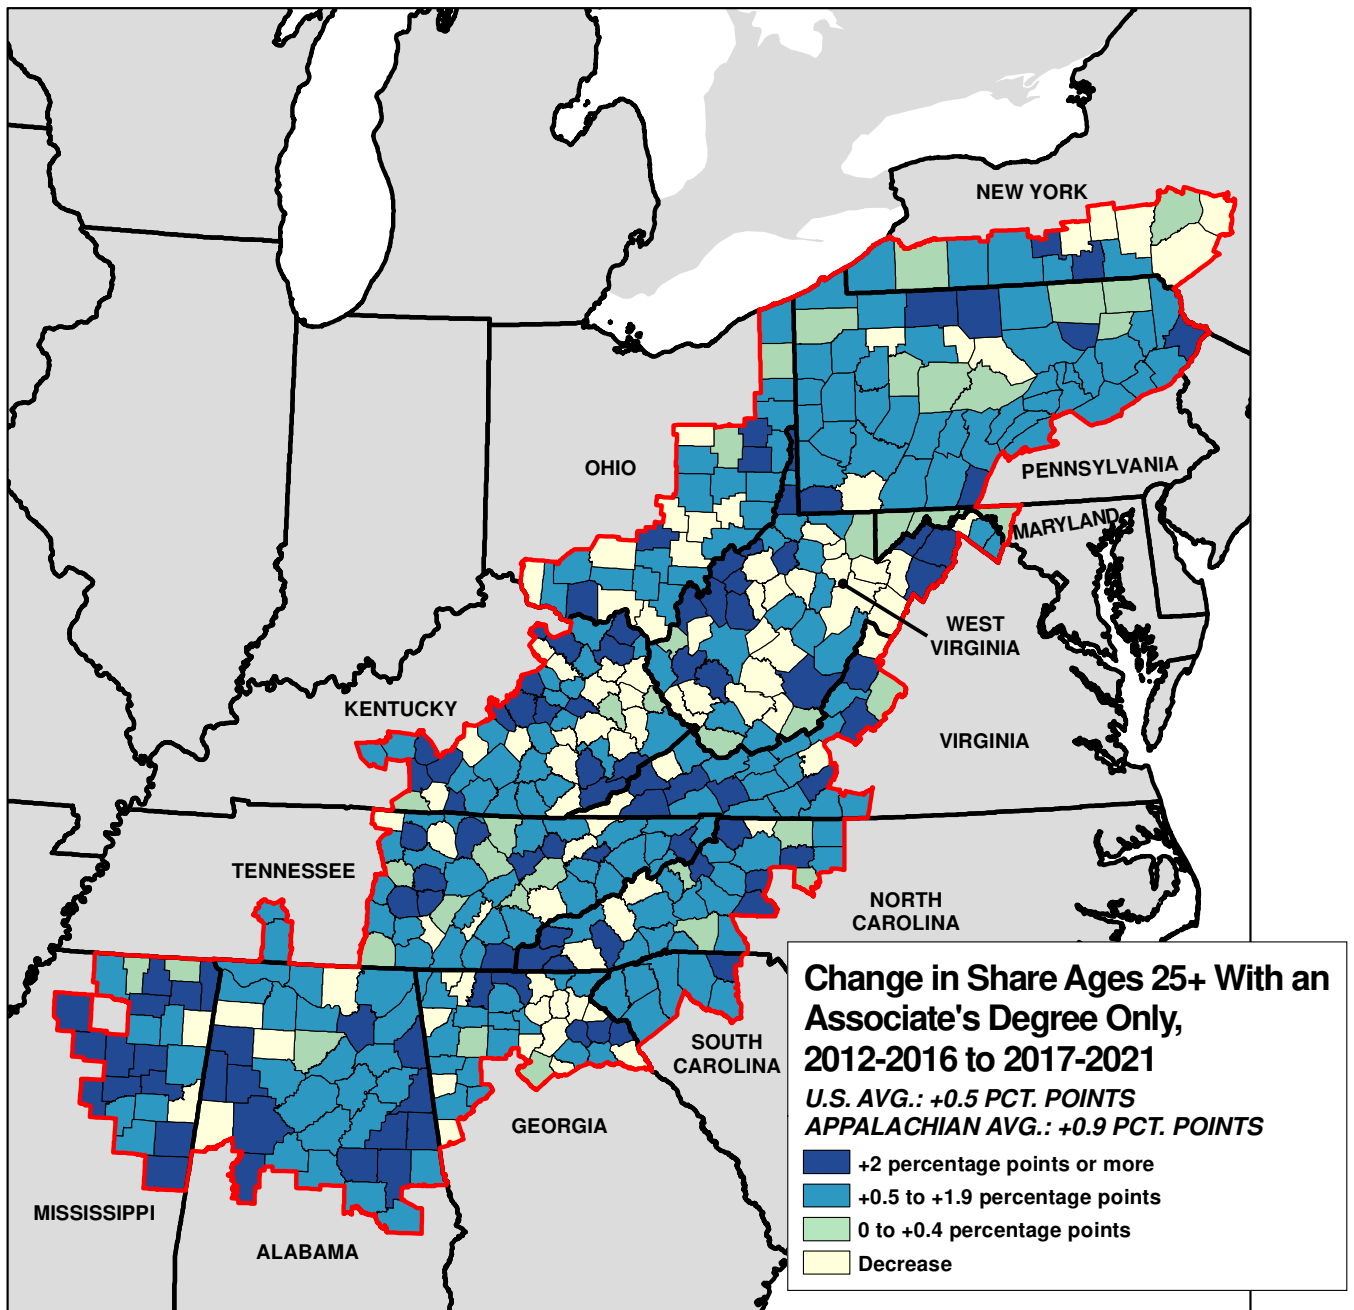 NEW YORK
OHIO
PENNSYLVANIA
MARYLAND
WEST
VIRGINIA
KENTUCKY
VIRGINIA
TENNESSEE
NORTH
CAROLINA
SOUTH
CAROLINA
GEORGIA
MISSISSIPPI
ALABAMA
Change in Share Ages 25+ With an
Associate's Degree Only,
2012-2016 to 2017-2021
U.S. AVG.: +0.5 PCT. POINTS
APPALACHIAN AVG.: +0.9 PCT. POINTS
+2 percentage points or more
+0.5 to +1.9 percentage points
0 to +0.4 percentage points
Decrease